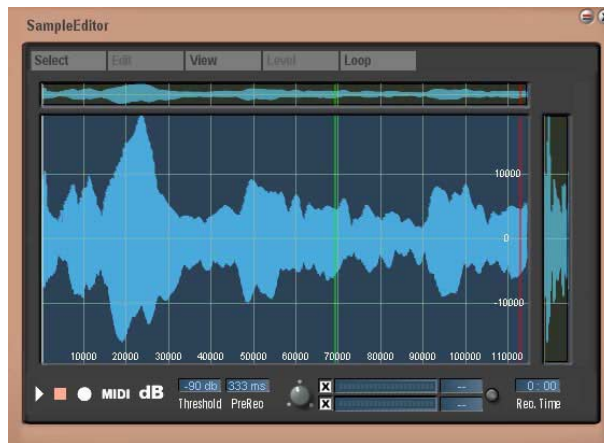 SampleEditor
Select Edit View Level Loop
10000
0
-10000
10000 20000 30000 40000 50000 60000 70000 80000 90000 100000 110000
MIDI dB -90 db 333 ms X -- 0 : 00
Threshold PreRec X -- Rec. Time